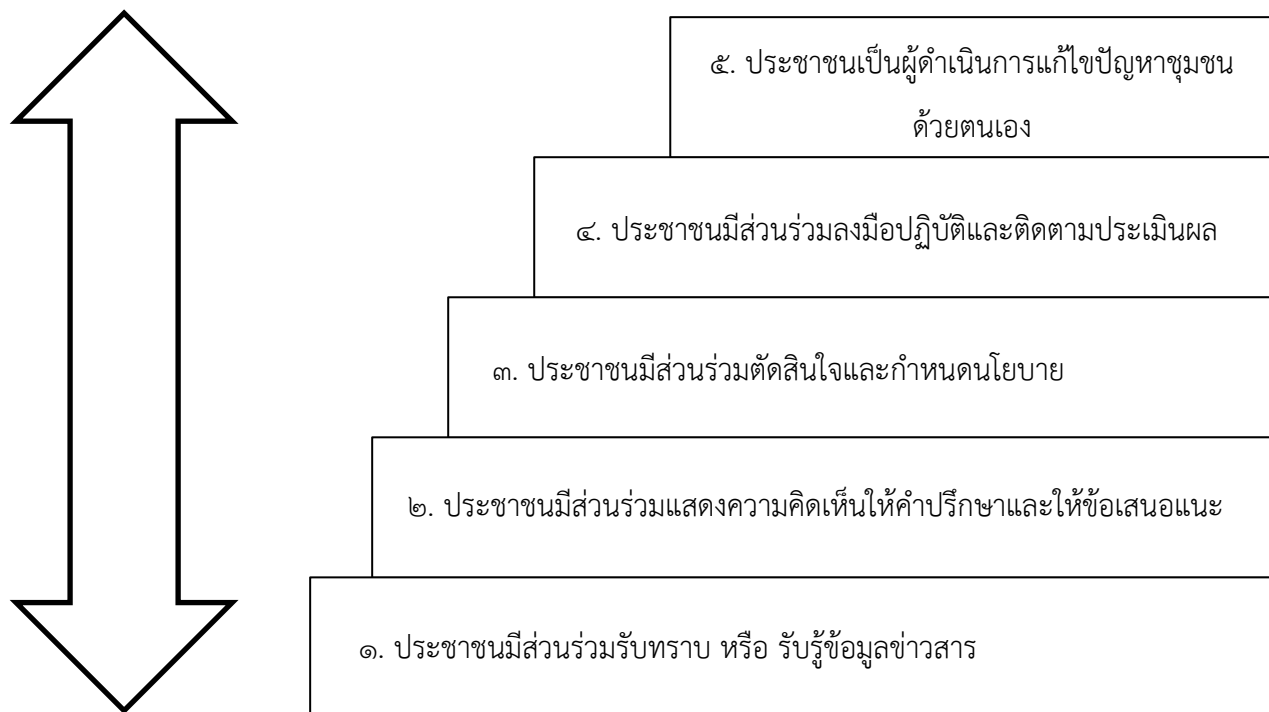 ๕. ประชาชนเป็นผู้ดำเนินการแก้ไขปัญหาชุมชน
ด้วยตนเอง
๔. ประชาชนมีส่วนร่วมลงมือปฏิบัติและติดตามประเมินผล
๓. ประชาชนมีส่วนร่วมตัดสินใจและกำหนดนโยบาย
๒. ประชาชนมีส่วนร่วมแสดงความคิดเห็นให้คำปรึกษาและให้ข้อเสนอแนะ
๑. ประชาชนมีส่วนร่วมรับทราบ หรือ รับรู้ข้อมูลข่าวสาร